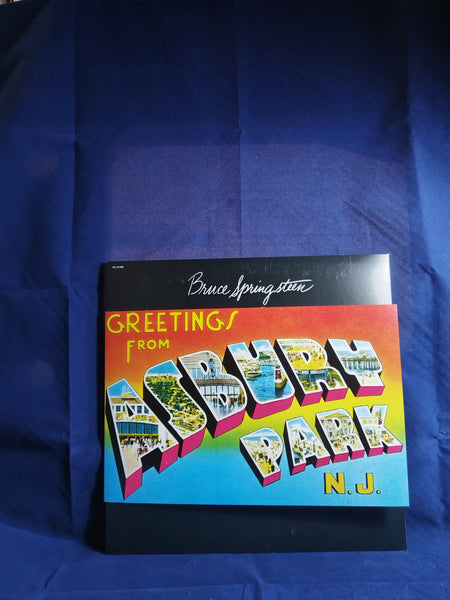 Bruce Springsteen
GREETINGS
FROM
ASBURY
PARK
N.J.